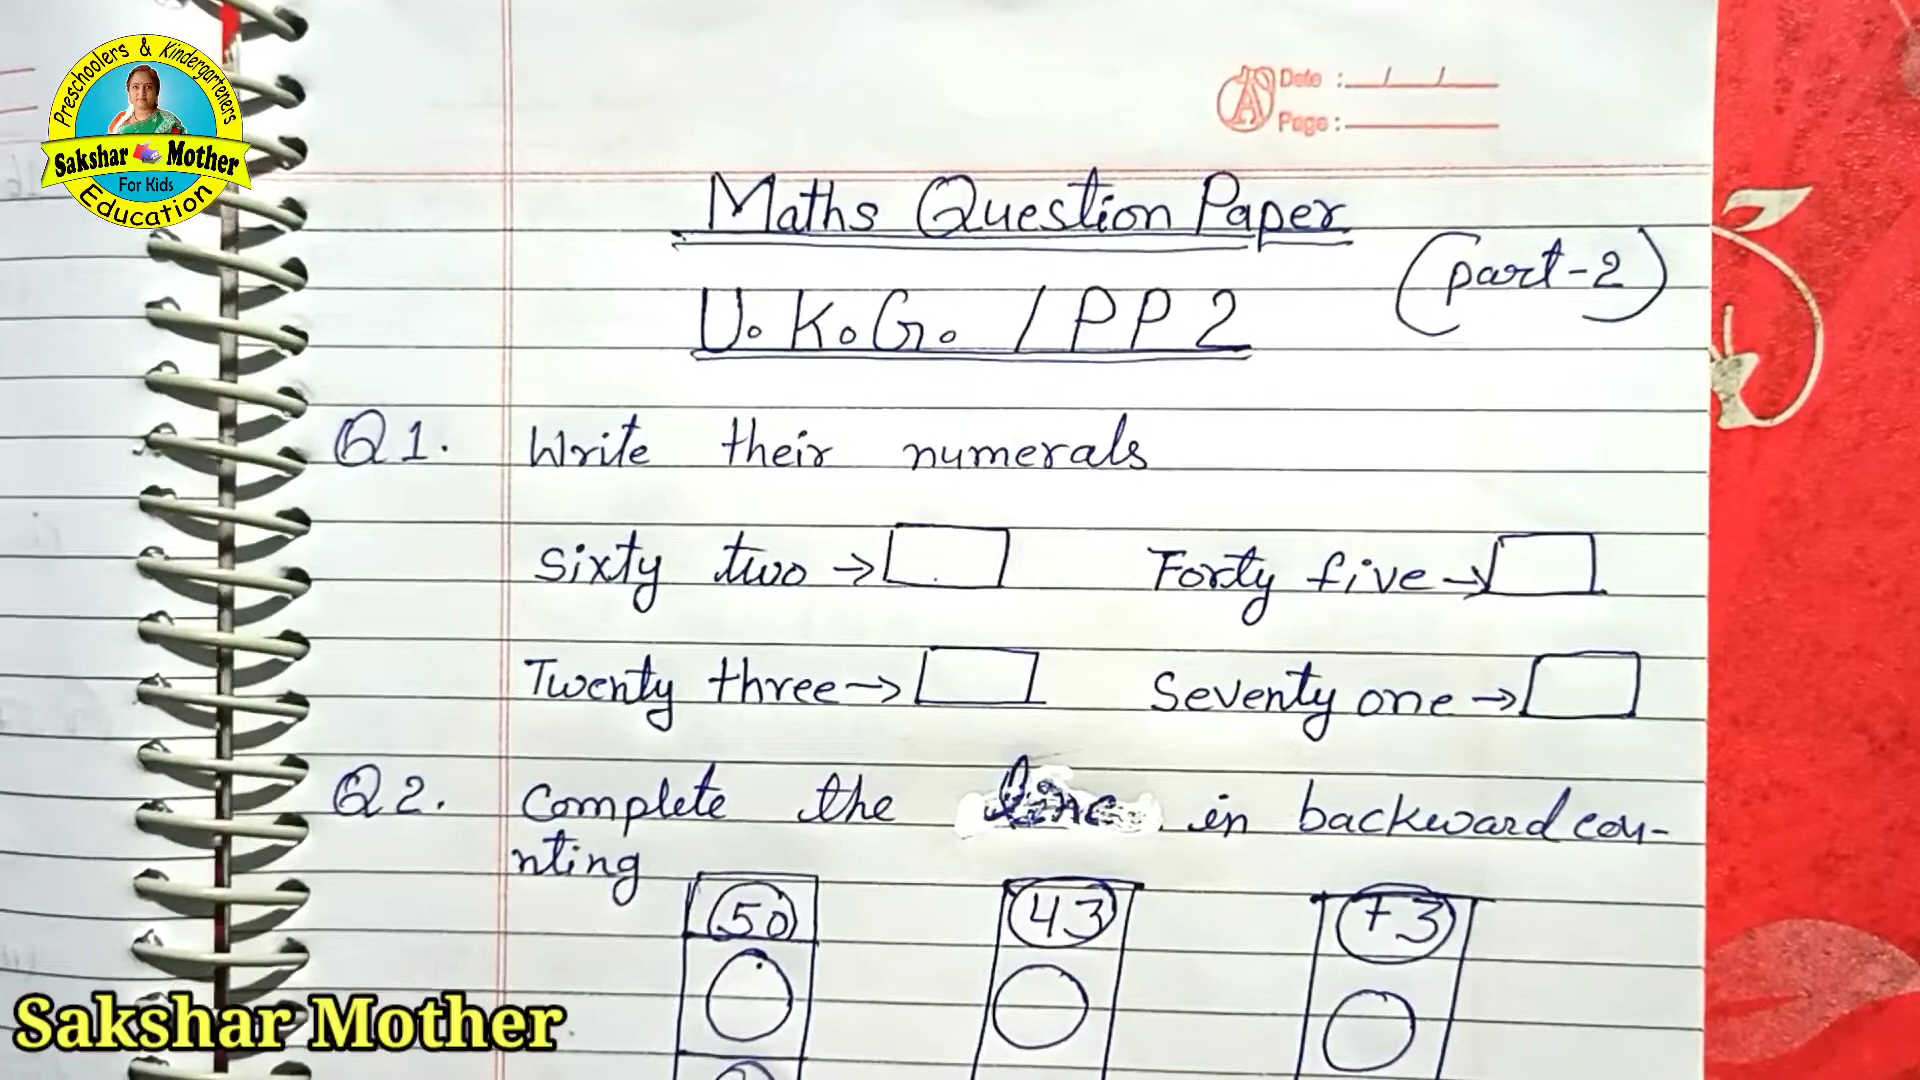 Preschoolers & Kindergarteners
Sakshar Mother
For Kids
Education
Date : / /
Page :
Maths Question Paper
(part-2)
U.K.G. / PP2
Q1. Write their numerals
Sixty two →
Forty five →
Twenty three →
Seventy one →
Q2. Complete the line in backward cou-
nting
50 43 73
Sakshar Mother